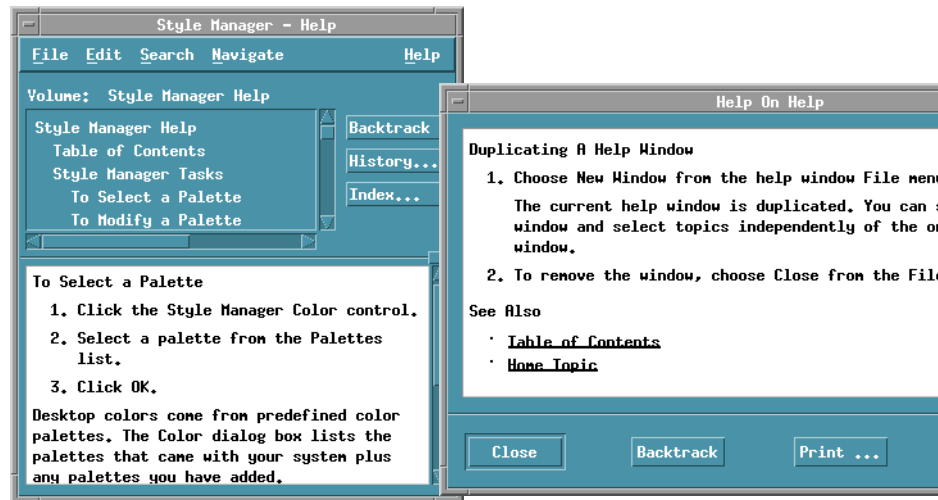 Style Manager - Help
File Edit Search Navigate Help
Volume: Style Manager Help
Style Manager Help
Table of Contents
Style Manager Tasks
To Select a Palette
To Modify a Palette
Backtrack
History...
Index...
To Select a Palette
1. Click the Style Manager Color control.
2. Select a palette from the Palettes
list.
3. Click OK.
Desktop colors come from predefined color
palettes. The Color dialog box lists the
palettes that came with your system plus
any palettes you have added.
Help On Help
Duplicating A Help Window
1. Choose New Window from the help window File
The current help window is duplicated. You can
window and select topics independently of the
window.
2. To remove the window, choose Close from the
See Also
· Table of Contents
· Home Topic
Close Backtrack Print ...